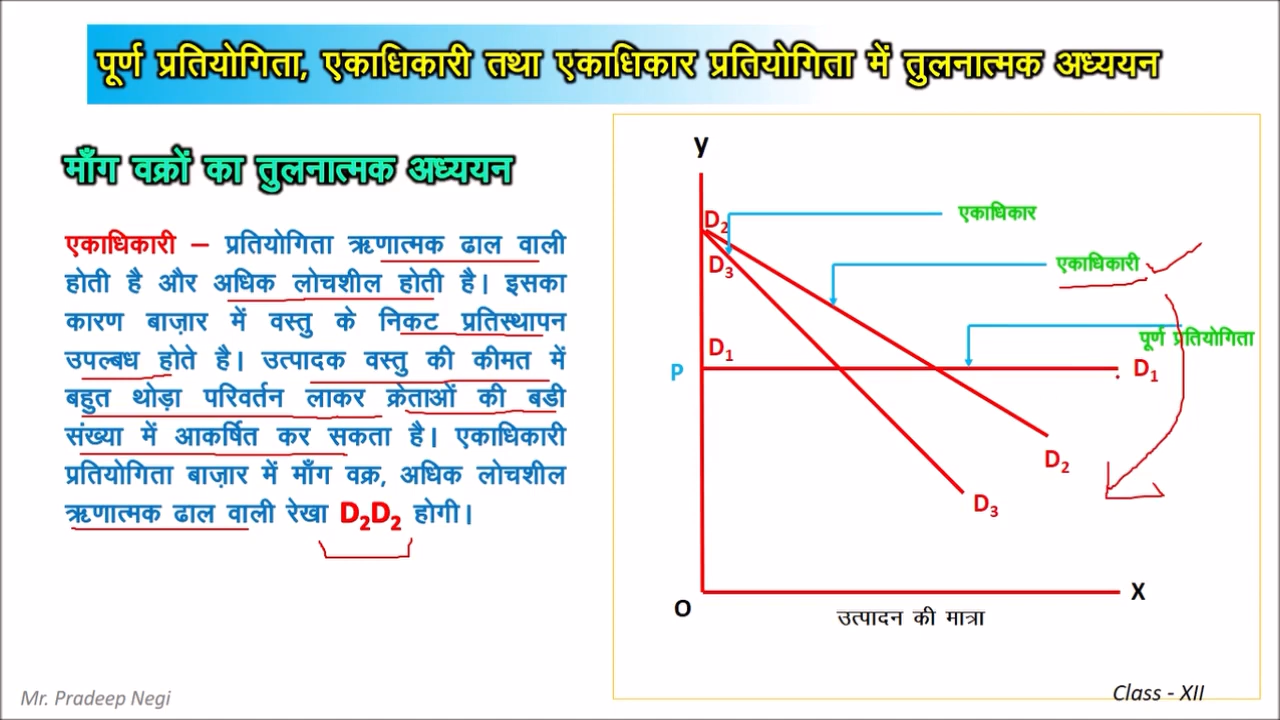 पूर्ण प्रतियोगिता, एकाधिकारी तथा एकाधिकार प्रतियोगिता में तुलनात्मक अध्ययन
माँग वक्रों का तुलनात्मक अध्ययन
एकाधिकारी – प्रतियोगिता ऋणात्मक ढाल वाली
होती है और अधिक लोचशील होती है। इसका
कारण बाज़ार में वस्तु के निकट प्रतिस्थापन
उपल्बध होते है। उत्पादक वस्तु की कीमत में
बहुत थोड़ा परिवर्तन लाकर क्रेताओं की बडी
संख्या में आकर्षित कर सकता है। एकाधिकारी
प्रतियोगिता बाज़ार में माँग वक्र, अधिक लोचशील
ऋणात्मक ढाल वाली रेखा D₂D₂ होगी।
y
D₂
एकाधिकार
D₃
एकाधिकारी
पूर्ण प्रतियोगिता
D₁
P
D₁
D₂
D₃
O
X
उत्पादन की मात्रा
Mr. Pradeep Negi
Class - XII